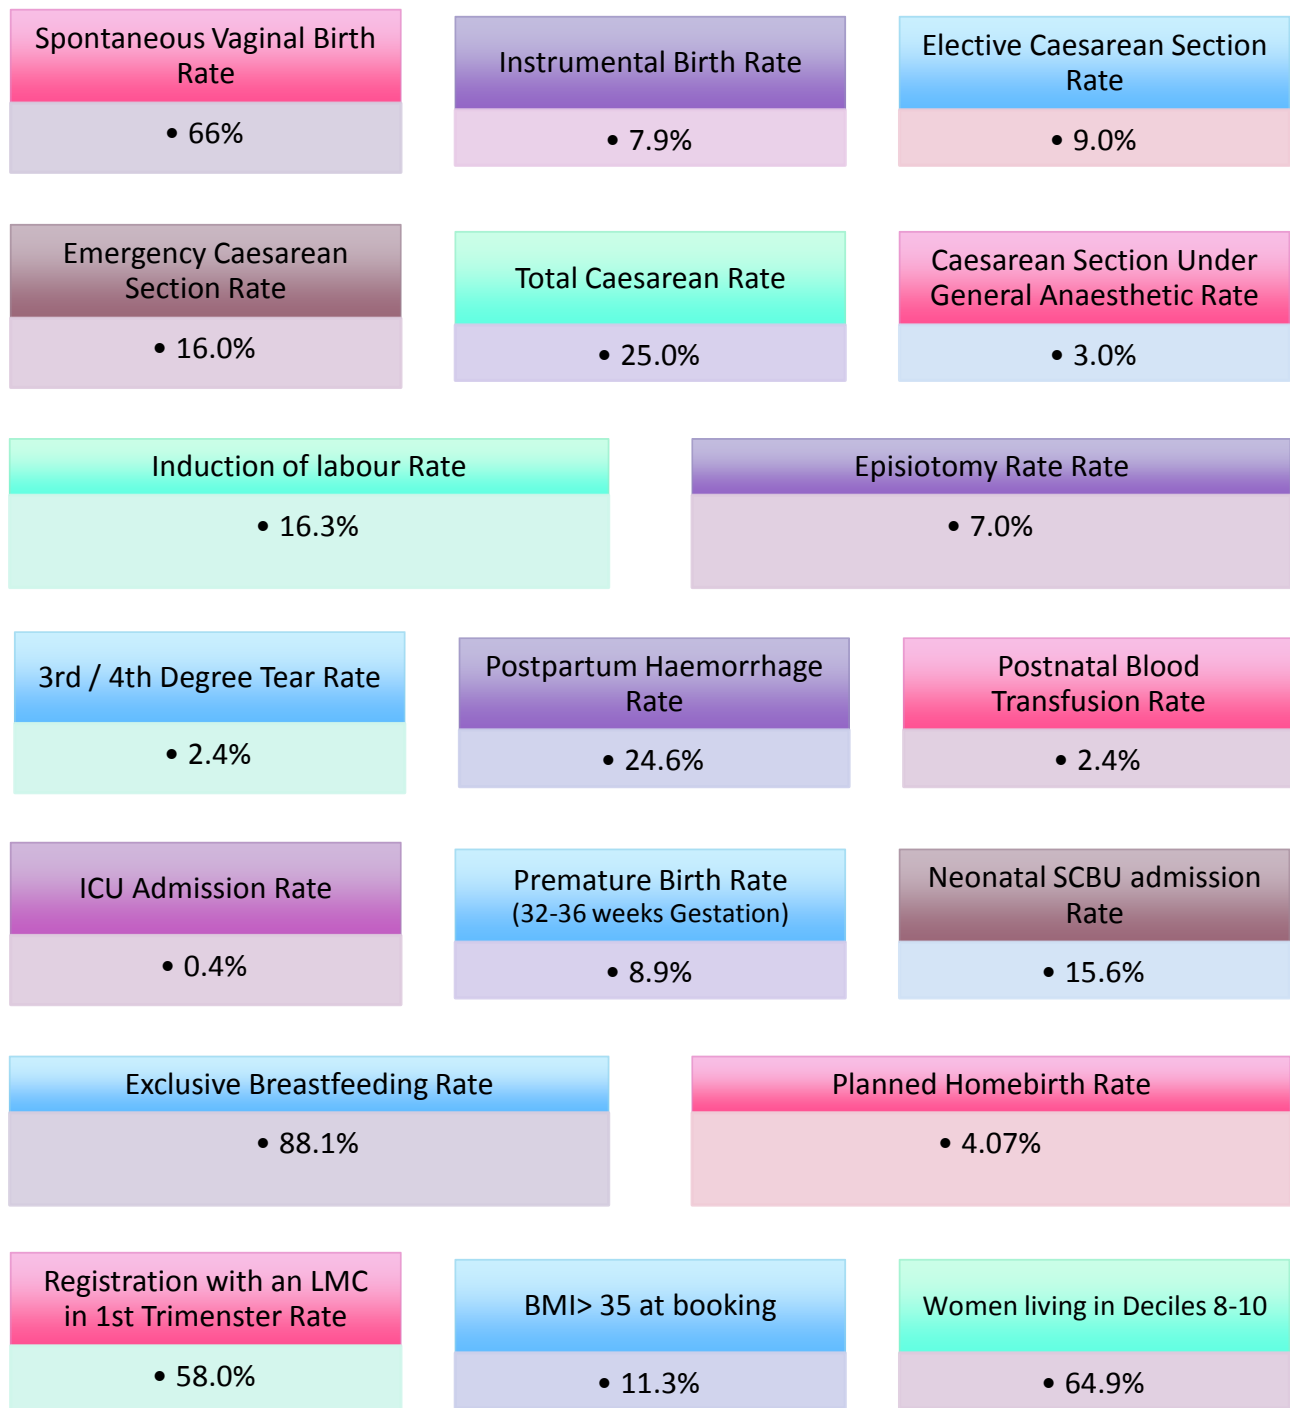 Spontaneous Vaginal Birth
Rate
• 66%
Instrumental Birth Rate
• 7.9%
Elective Caesarean Section
Rate
• 9.0%
Emergency Caesarean
Section Rate
• 16.0%
Total Caesarean Rate
• 25.0%
Caesarean Section Under
General Anaesthetic Rate
• 3.0%
Induction of labour Rate
• 16.3%
Episiotomy Rate Rate
• 7.0%
3rd / 4th Degree Tear Rate
• 2.4%
Postpartum Haemorrhage
Rate
• 24.6%
Postnatal Blood
Transfusion Rate
• 2.4%
ICU Admission Rate
• 0.4%
Premature Birth Rate
(32-36 weeks Gestation)
• 8.9%
Neonatal SCBU admission
Rate
• 15.6%
Exclusive Breastfeeding Rate
• 88.1%
Planned Homebirth Rate
• 4.07%
Registration with an LMC
in 1st Trimenster Rate
• 58.0%
BMI> 35 at booking
• 11.3%
Women living in Deciles 8-10
• 64.9%